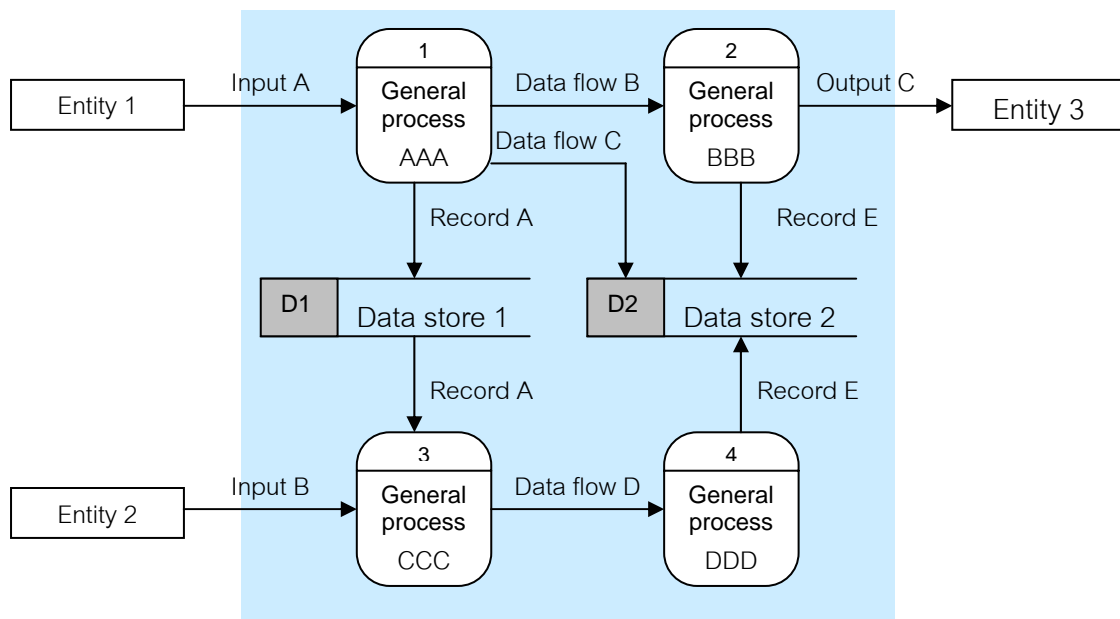 1
2
Input A
Data flow B
Output C
Entity 1
General
process
AAA
General
process
BBB
Entity 3
Data flow C
Record A
Record E
D1
Data store 1
D2
Data store 2
Record A
Record E
3
4
Input B
Data flow D
Entity 2
General
process
CCC
General
process
DDD